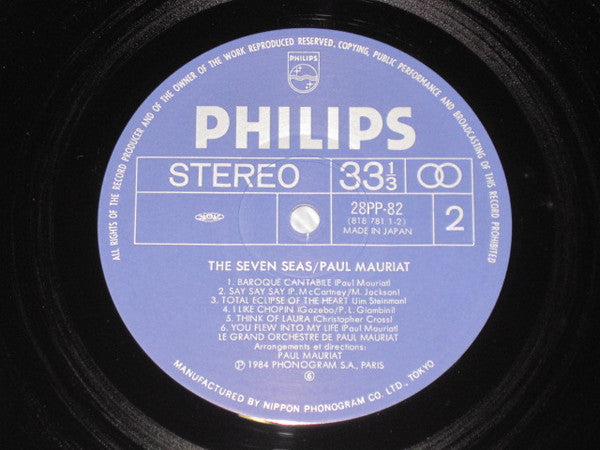 ALL RIGHTS OF THE RECORD PRODUCER AND OF THE OWNER OF THE WORK REPRODUCED RESERVED. COPYING, PUBLIC PERFORMANCE AND BROADCASTING OF THIS RECORD PROHIBITED
PHILIPS
PHILIPS
STEREO
33 1/3
28PP-82
(818 781 1-2)
MADE IN JAPAN
2
THE SEVEN SEAS/PAUL MAURIAT
1. BAROQUE CANTABILE (Paul Mauriat)
2. SAY SAY SAY (P. McCartney/M. Jackson)
3. TOTAL ECLIPSE OF THE HEART (Jim Steinman)
4. I LIKE CHOPIN (Gazebo/P. L. Giambini)
5. THINK OF LAURA (Christopher Cross)
6. YOU FLEW INTO MY LIFE (Paul Mauriat)
LE GRAND ORCHESTRE DE PAUL MAURIAT
Arrangements et directions:
PAUL MAURIAT
Ⓟ 1984 PHONOGRAM S.A., PARIS
⑥
MANUFACTURED BY NIPPON PHONOGRAM CO. LTD., TOKYO